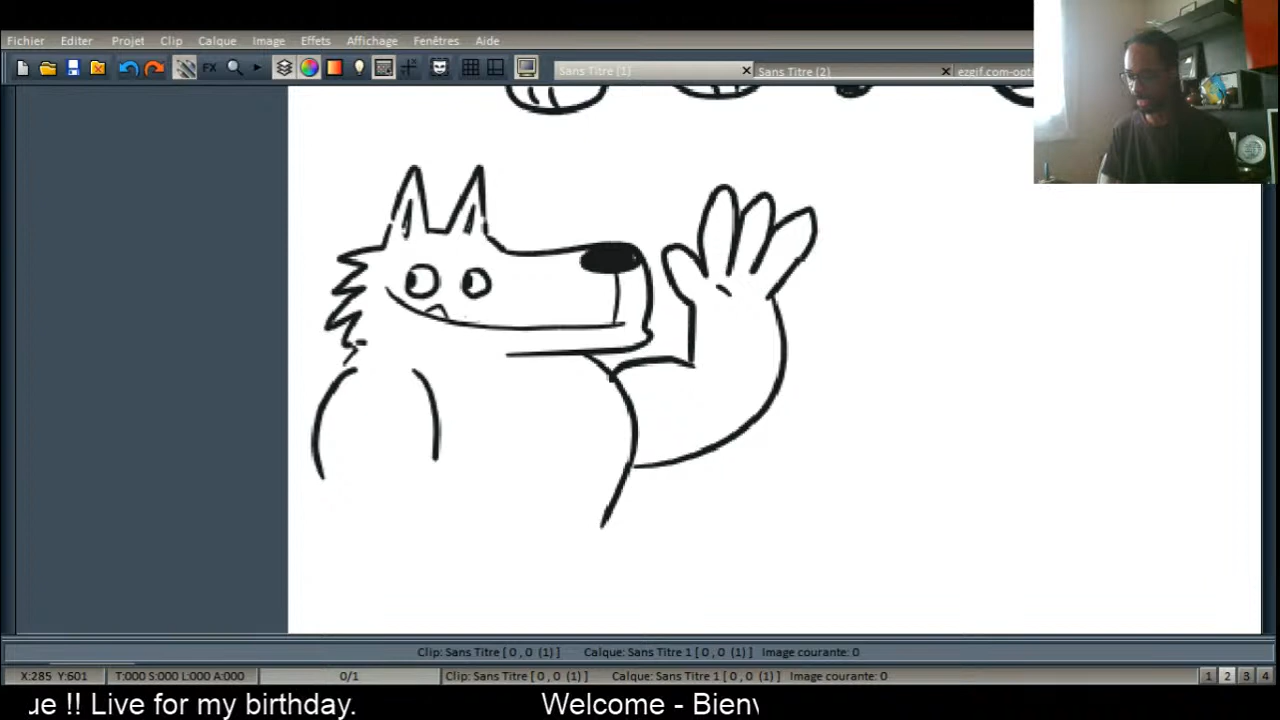 Fichier Editer Projet Clip Calque Image Effets Affichage Fenêtres Aide
FX Sans Titre (1) Sans Titre (2) ezgif.com-opti
Clip: Sans Titre [ 0 , 0 (1) ] Calque: Sans Titre 1 [ 0 , 0 (1) ] Image courante: 0
X:285 Y:601 T:000 S:000 L:000 A:000 0/1 Clip: Sans Titre [ 0 , 0 (1) ] Calque: Sans Titre 1 [ 0 , 0 (1) ] Image courante: 0 1 2 3 4
ue !! Live for my birthday. Welcome - Bienv